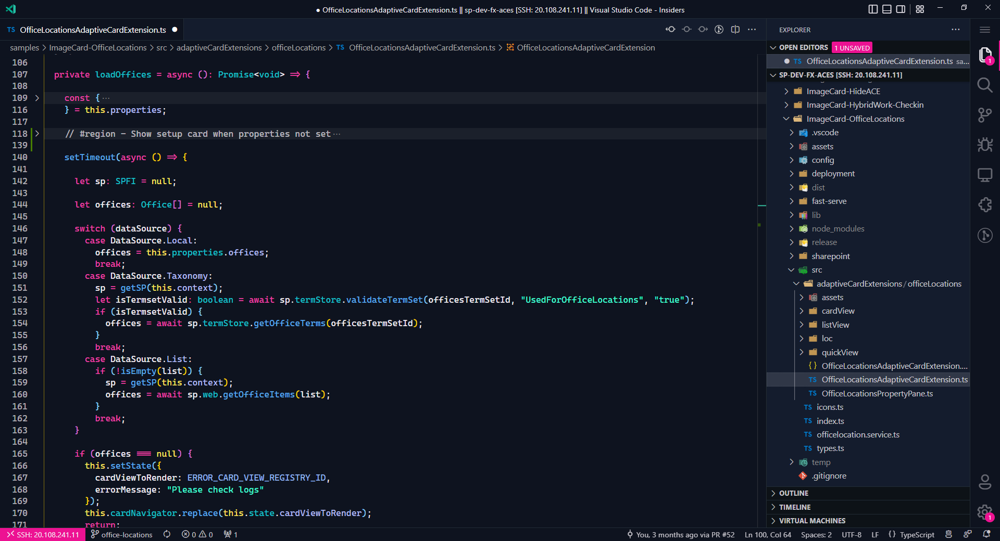 ● OfficeLocationsAdaptiveCardExtension.ts || sp-dev-fx-aces [SSH: 20.108.241.11] || Visual Studio Code - Insiders
TS OfficeLocationsAdaptiveCardExtension.ts ●
samples > ImageCard-OfficeLocations > src > adaptiveCardExtensions > officeLocations > TS OfficeLocationsAdaptiveCardExtension.ts > OfficeLocationsAdaptiveCardExtension
106
107 private loadOffices = async (): Promise<void> => {
108
109 const { ···
116 } = this.properties;
117
118 // #region - Show setup card when properties not set ···
139
140 setTimeout(async () => {
141
142 let sp: SPFI = null;
143
144 let offices: Office[] = null;
145
146 switch (dataSource) {
147 case DataSource.Local:
148 offices = this.properties.offices;
149 break;
150 case DataSource.Taxonomy:
151 sp = getSP(this.context);
152 let isTermsetValid: boolean = await sp.termStore.validateTermSet(officesTermSetId, "UsedForOfficeLocations", "true");
153 if (isTermsetValid) {
154 offices = await sp.termStore.getOfficeTerms(officesTermSetId);
155 }
156 break;
157 case DataSource.List:
158 if (!isEmpty(list)) {
159 sp = getSP(this.context);
160 offices = await sp.web.getOfficeItems(list);
161 }
162 break;
163 }
164
165 if (offices === null) {
166 this.setState({
167 cardViewToRender: ERROR_CARD_VIEW_REGISTRY_ID,
168 errorMessage: "Please check logs"
169 });
170 this.cardNavigator.replace(this.state.cardViewToRender);
171 return;
EXPLORER
OPEN EDITORS 1 UNSAVED
● TS OfficeLocationsAdaptiveCardExtension.ts sa...
SP-DEV-FX-ACES [SSH: 20.108.241.11]
ImageCard-HideACE
ImageCard-HybridWork-Checkin
ImageCard-OfficeLocations
.vscode
assets
config
deployment
dist
fast-serve
lib
node_modules
release
sharepoint
src
adaptiveCardExtensions/officeLocations
assets
cardView
listView
loc
quickView
{} OfficeLocationsAdaptiveCardExtension....
TS OfficeLocationsAdaptiveCardExtension.ts
TS OfficeLocationsPropertyPane.ts
TS icons.ts
TS index.ts
TS officelocation.service.ts
TS types.ts
temp
.gitignore
OUTLINE
TIMELINE
VIRTUAL MACHINES
1
1
SSH: 20.108.241.11 office-locations 0 0 1 You, 3 months ago via PR #52 Ln 100, Col 64 Spaces: 2 UTF-8 LF {} TypeScript